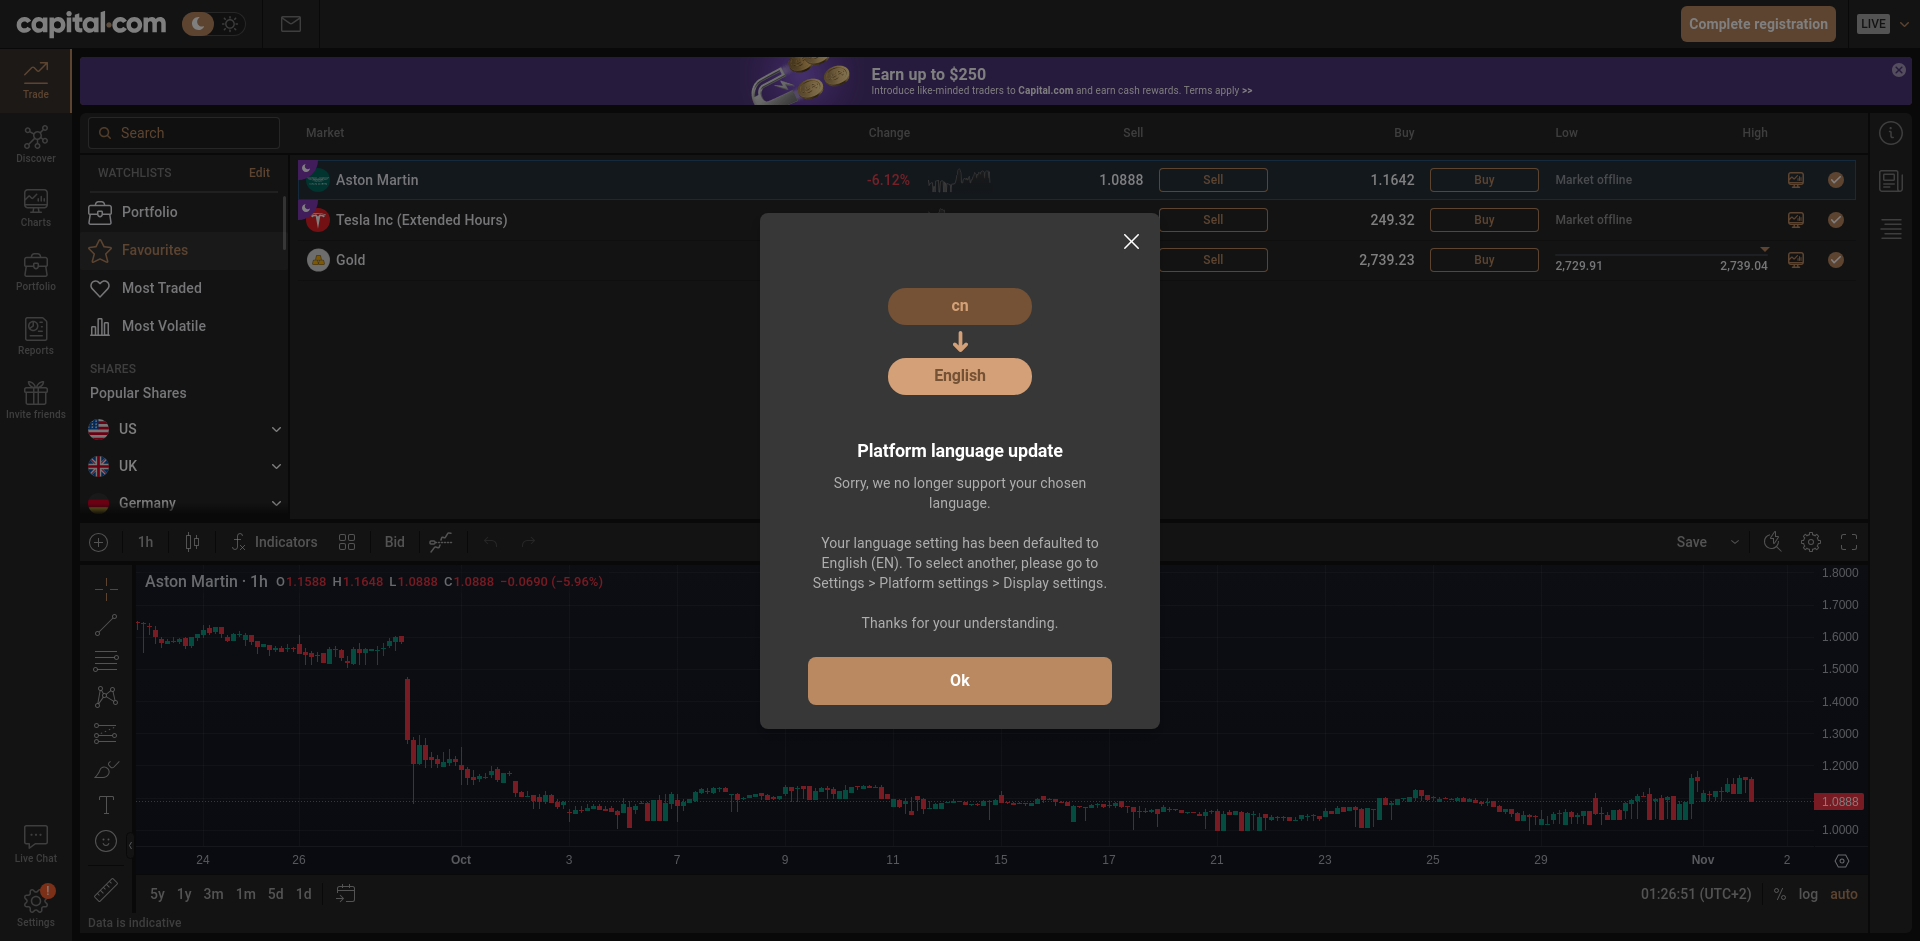 capital.com
Complete registration
LIVE
Trade
Discover
Charts
Portfolio
Reports
Invite friends
Live Chat
!
Settings
Earn up to $250
Introduce like-minded traders to Capital.com and earn cash rewards. Terms apply >>
Search
Market Change Sell Buy Low High
WATCHLISTS Edit
Portfolio
Favourites
Most Traded
Most Volatile
SHARES
Popular Shares
US
UK
Germany
Aston Martin -6.12% 1.0888 Sell 1.1642 Buy Market offline
Tesla Inc (Extended Hours) Sell 249.32 Buy Market offline
Gold Sell 2,739.23 Buy 2,729.91 2,739.04
cn
English
Platform language update
Sorry, we no longer support your chosen
language.
Your language setting has been defaulted to
English (EN). To select another, please go to
Settings > Platform settings > Display settings.
Thanks for your understanding.
Ok
1h Indicators Bid Save
Aston Martin · 1h O1.1588 H1.1648 L1.0888 C1.0888 −0.0690 (−5.96%)
1.8000
1.7000
1.6000
1.5000
1.4000
1.3000
1.2000
1.0888
1.0000
24 26 Oct 3 7 9 11 15 17 21 23 25 29 Nov 2
5y 1y 3m 1m 5d 1d 01:26:51 (UTC+2) % log auto
Data is indicative